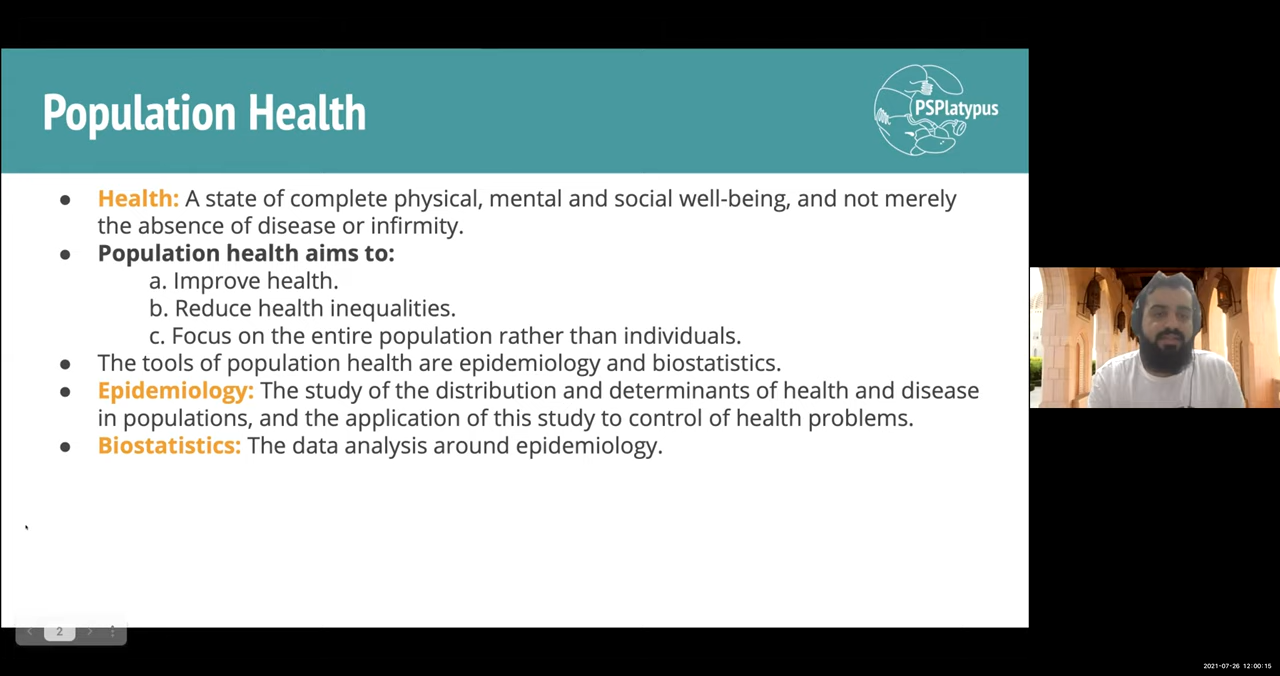 Population Health
PSPlatypus
● Health: A state of complete physical, mental and social well-being, and not merely
the absence of disease or infirmity.
● Population health aims to:
a. Improve health.
b. Reduce health inequalities.
c. Focus on the entire population rather than individuals.
● The tools of population health are epidemiology and biostatistics.
● Epidemiology: The study of the distribution and determinants of health and disease
in populations, and the application of this study to control of health problems.
● Biostatistics: The data analysis around epidemiology.
2
2021-07-26 12:00:15